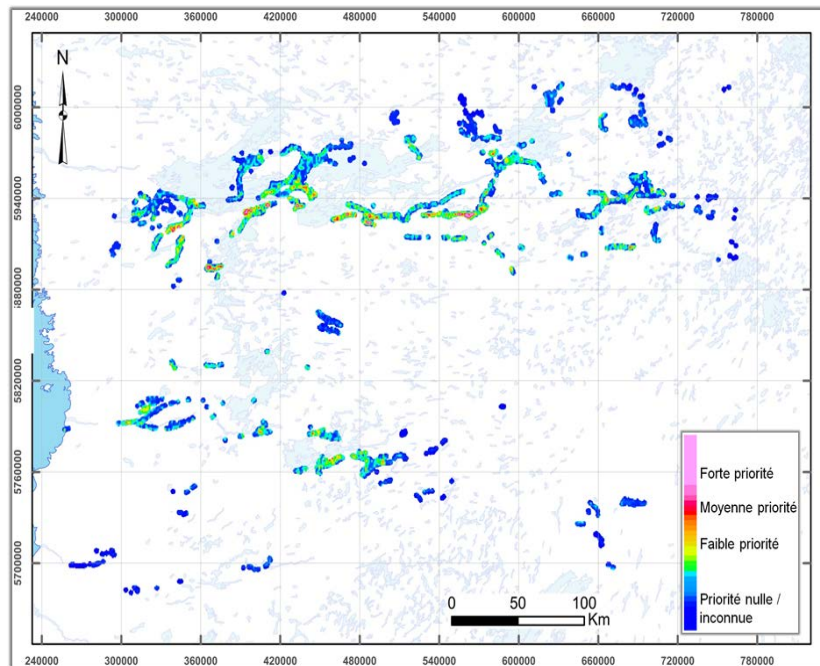 240000 300000 360000 420000 480000 540000 600000 660000 720000 780000
N
6000000
5940000
5880000
5820000
5760000
5700000
Forte priorité
Moyenne priorité
Faible priorité
Priorité nulle /
inconnue
0 50 100
Km
240000 300000 360000 420000 480000 540000 600000 660000 720000 780000